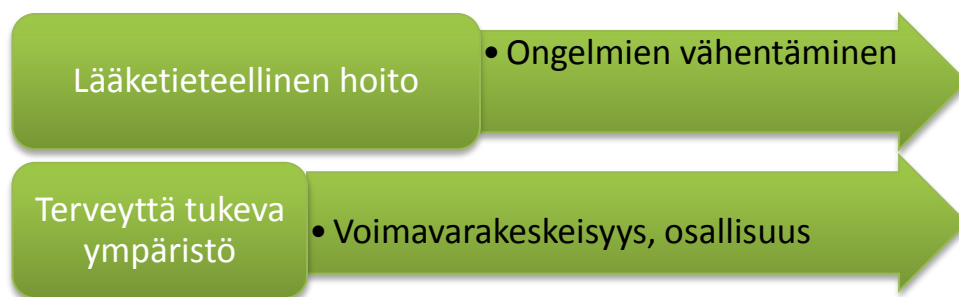 Lääketieteellinen hoito
• Ongelmien vähentäminen
Terveyttä tukeva
ympäristö
• Voimavarakeskeisyys, osallisuus